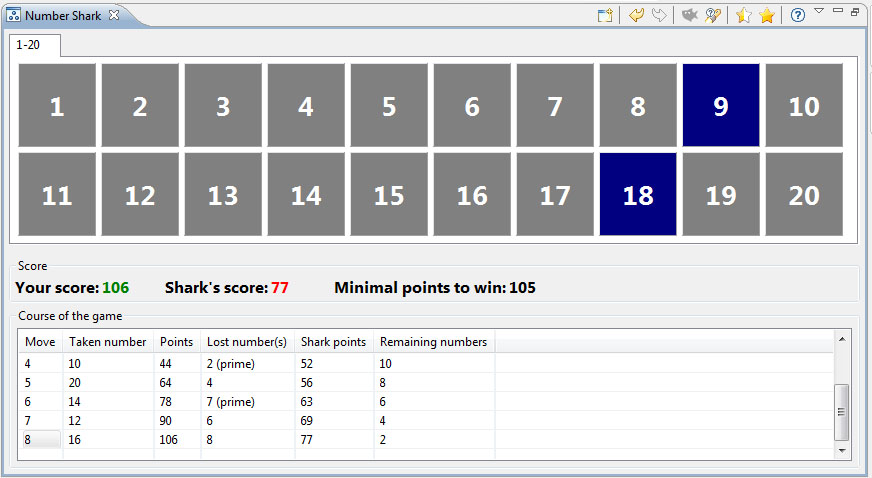 Number Shark
1-20
1 2 3 4 5 6 7 8 9 10
11 12 13 14 15 16 17 18 19 20
Score
Your score: 106 Shark's score: 77 Minimal points to win: 105
Course of the game
Move Taken number Points Lost number(s) Shark points Remaining numbers
4 10 44 2 (prime) 52 10
5 20 64 4 56 8
6 14 78 7 (prime) 63 6
7 12 90 6 69 4
8 16 106 8 77 2